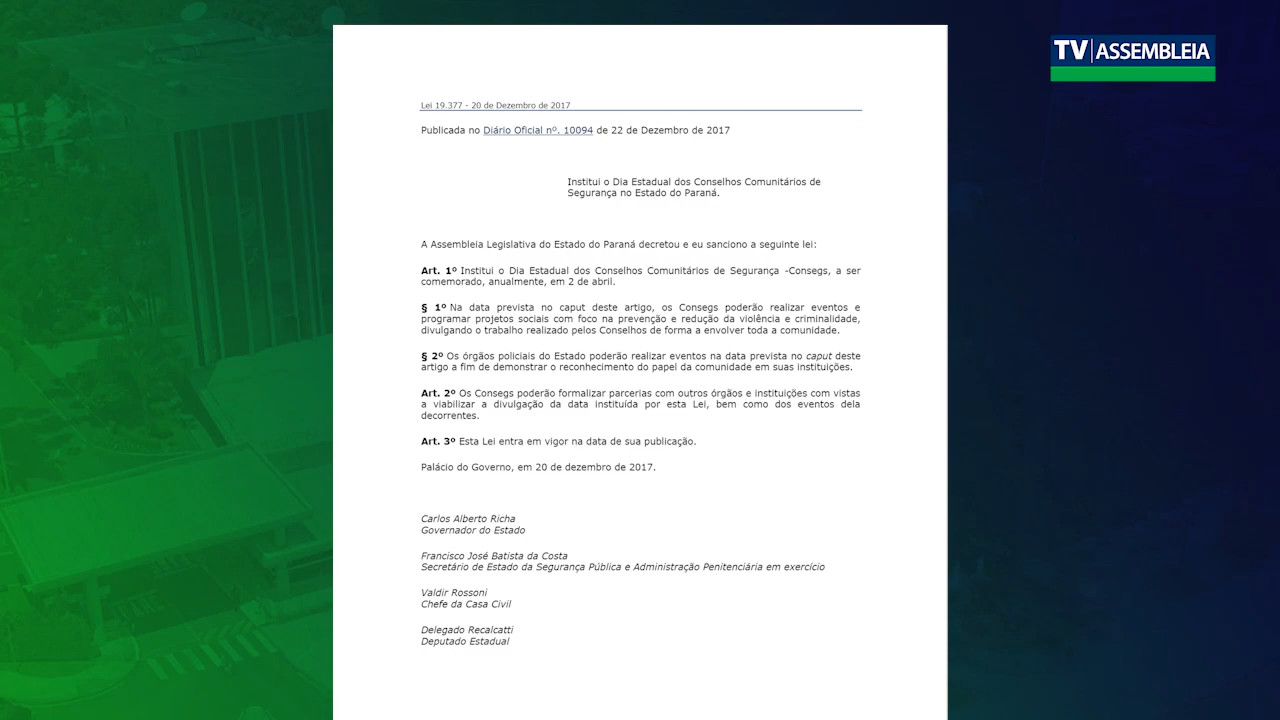 TV ASSEMBLEIA
Lei 19.377 - 20 de Dezembro de 2017
Publicada no Diário Oficial nº. 10094 de 22 de Dezembro de 2017
Institui o Dia Estadual dos Conselhos Comunitários de
Segurança no Estado do Paraná.
A Assembleia Legislativa do Estado do Paraná decretou e eu sanciono a seguinte lei:
Art. 1º Institui o Dia Estadual dos Conselhos Comunitários de Segurança -Consegs, a ser
comemorado, anualmente, em 2 de abril.
§ 1º Na data prevista no caput deste artigo, os Consegs poderão realizar eventos e
programar projetos sociais com foco na prevenção e redução da violência e criminalidade,
divulgando o trabalho realizado pelos Conselhos de forma a envolver toda a comunidade.
§ 2º Os órgãos policiais do Estado poderão realizar eventos na data prevista no caput deste
artigo a fim de demonstrar o reconhecimento do papel da comunidade em suas instituições.
Art. 2º Os Consegs poderão formalizar parcerias com outros órgãos e instituições com vistas
a viabilizar a divulgação da data instituída por esta Lei, bem como dos eventos dela
decorrentes.
Art. 3º Esta Lei entra em vigor na data de sua publicação.
Palácio do Governo, em 20 de dezembro de 2017.
Carlos Alberto Richa
Governador do Estado
Francisco José Batista da Costa
Secretário de Estado da Segurança Pública e Administração Penitenciária em exercício
Valdir Rossoni
Chefe da Casa Civil
Delegado Recalcatti
Deputado Estadual